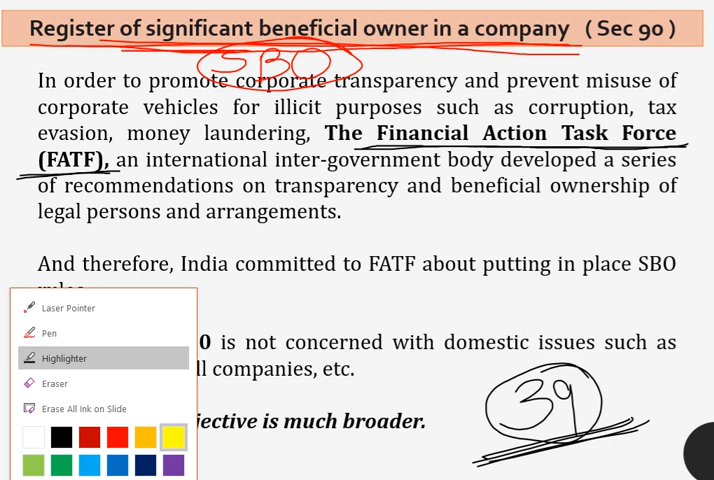 Register of significant beneficial owner in a company ( Sec 90 )
SBO
In order to promote corporate transparency and prevent misuse of
corporate vehicles for illicit purposes such as corruption, tax
evasion, money laundering, The Financial Action Task Force
(FATF), an international inter-government body developed a series
of recommendations on transparency and beneficial ownership of
legal persons and arrangements.
And therefore, India committed to FATF about putting in place SBO
Laser Pointer
Pen
0 is not concerned with domestic issues such as
Highlighter
ll companies, etc.
Eraser
Erase All Ink on Slide
jective is much broader.
39